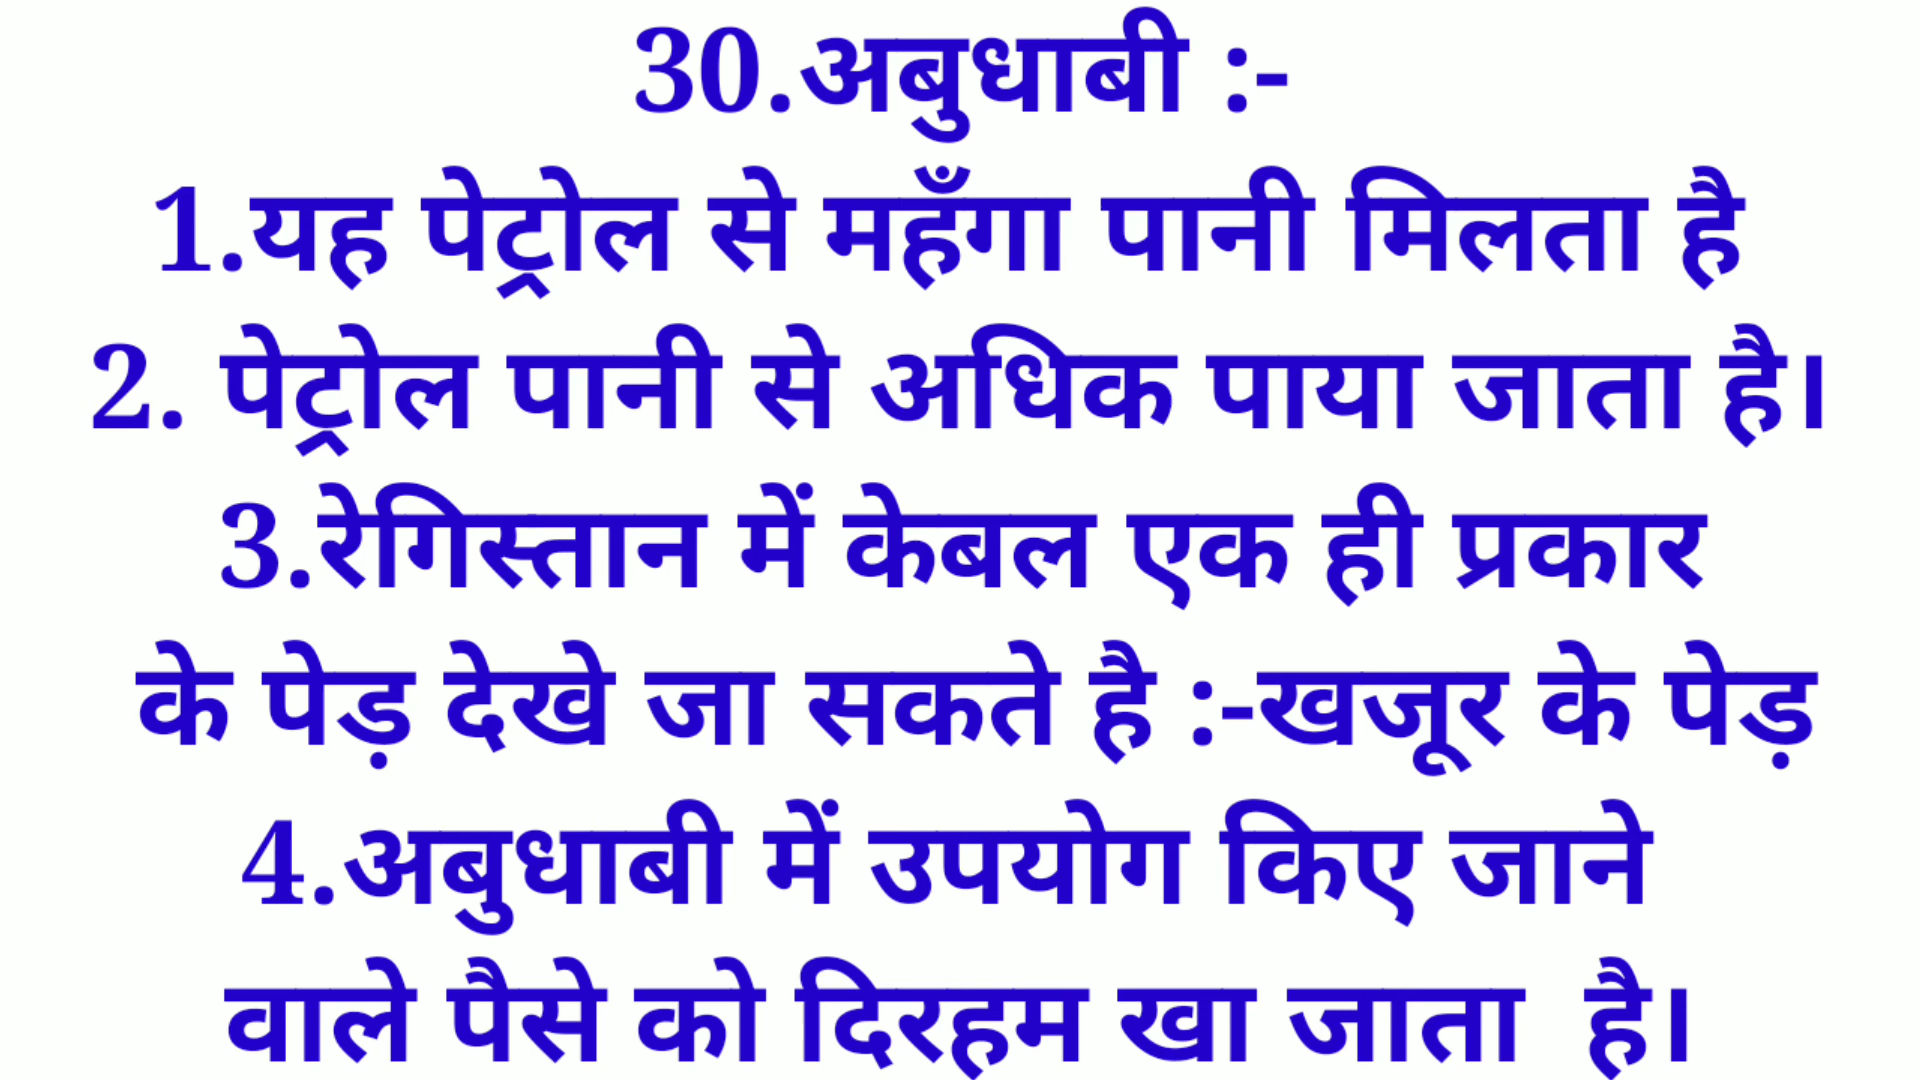 30.अबुधाबी :-
1.यह पेट्रोल से महँगा पानी मिलता है
2. पेट्रोल पानी से अधिक पाया जाता है।
3.रेगिस्तान में केबल एक ही प्रकार
के पेड़ देखे जा सकते है :-खजूर के पेड़
4.अबुधाबी में उपयोग किए जाने
वाले पैसे को दिरहम खा जाता है।